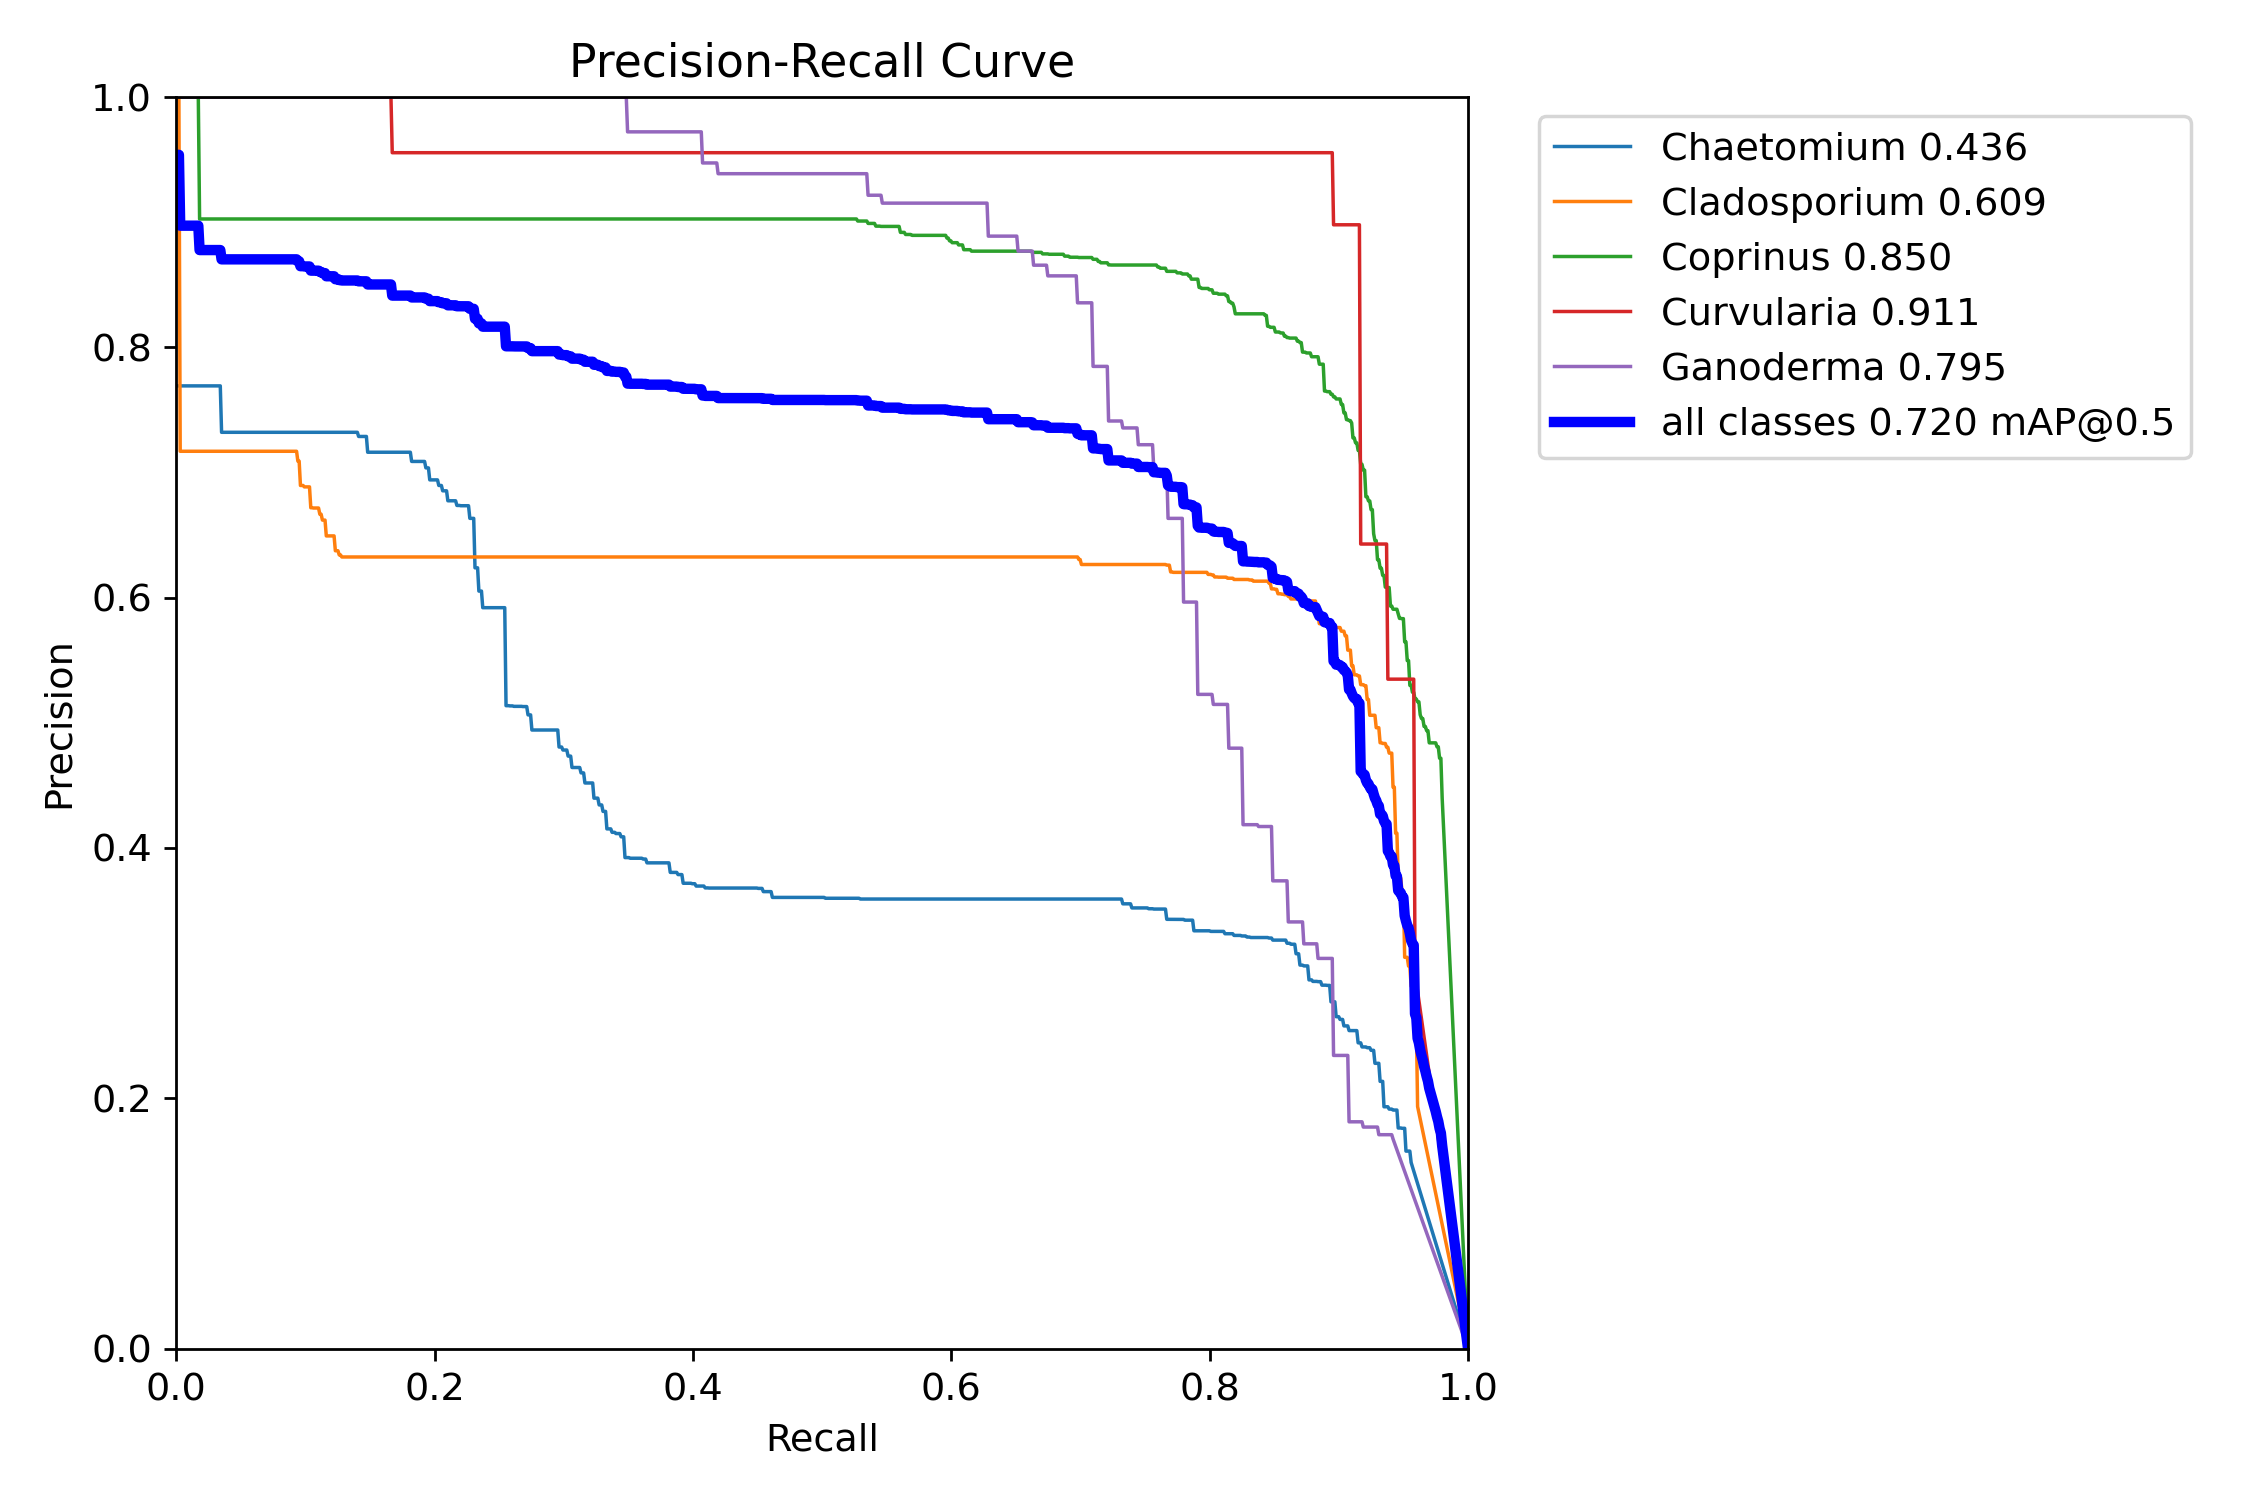 Precision-Recall Curve
1.0
0.8
0.6
0.4
0.2
0.0
Precision
0.0 0.2 0.4 0.6 0.8 1.0
Recall
Chaetomium 0.436
Cladosporium 0.609
Coprinus 0.850
Curvularia 0.911
Ganoderma 0.795
all classes 0.720 mAP@0.5